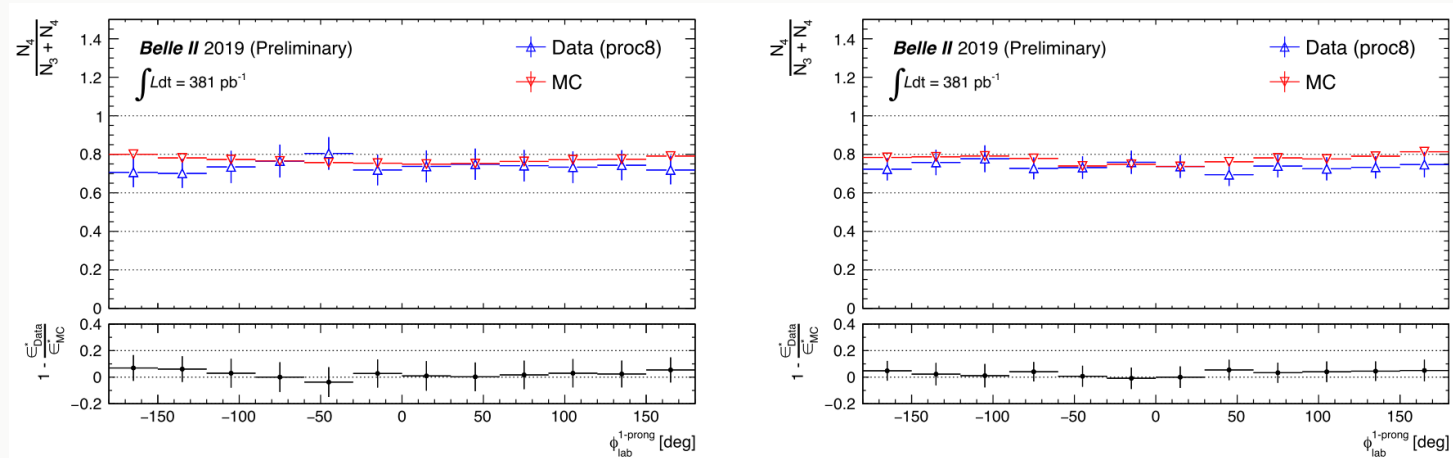 N₄
N₃ + N₄
1.4
1.2
1
0.8
0.6
0.4
0.2
0
Belle II 2019 (Preliminary)
∫Ldt = 381 pb⁻¹
Data (proc8)
MC
1 - ϵ*Data
ϵ*MC
0.4
0.2
0
−0.2
−150 −100 −50 0 50 100 150
ϕ1-prong lab [deg]
N₄
N₃ + N₄
1.4
1.2
1
0.8
0.6
0.4
0.2
0
Belle II 2019 (Preliminary)
∫Ldt = 381 pb⁻¹
Data (proc8)
MC
1 - ϵ*Data
ϵ*MC
0.4
0.2
0
−0.2
−150 −100 −50 0 50 100 150
ϕ1-prong lab [deg]